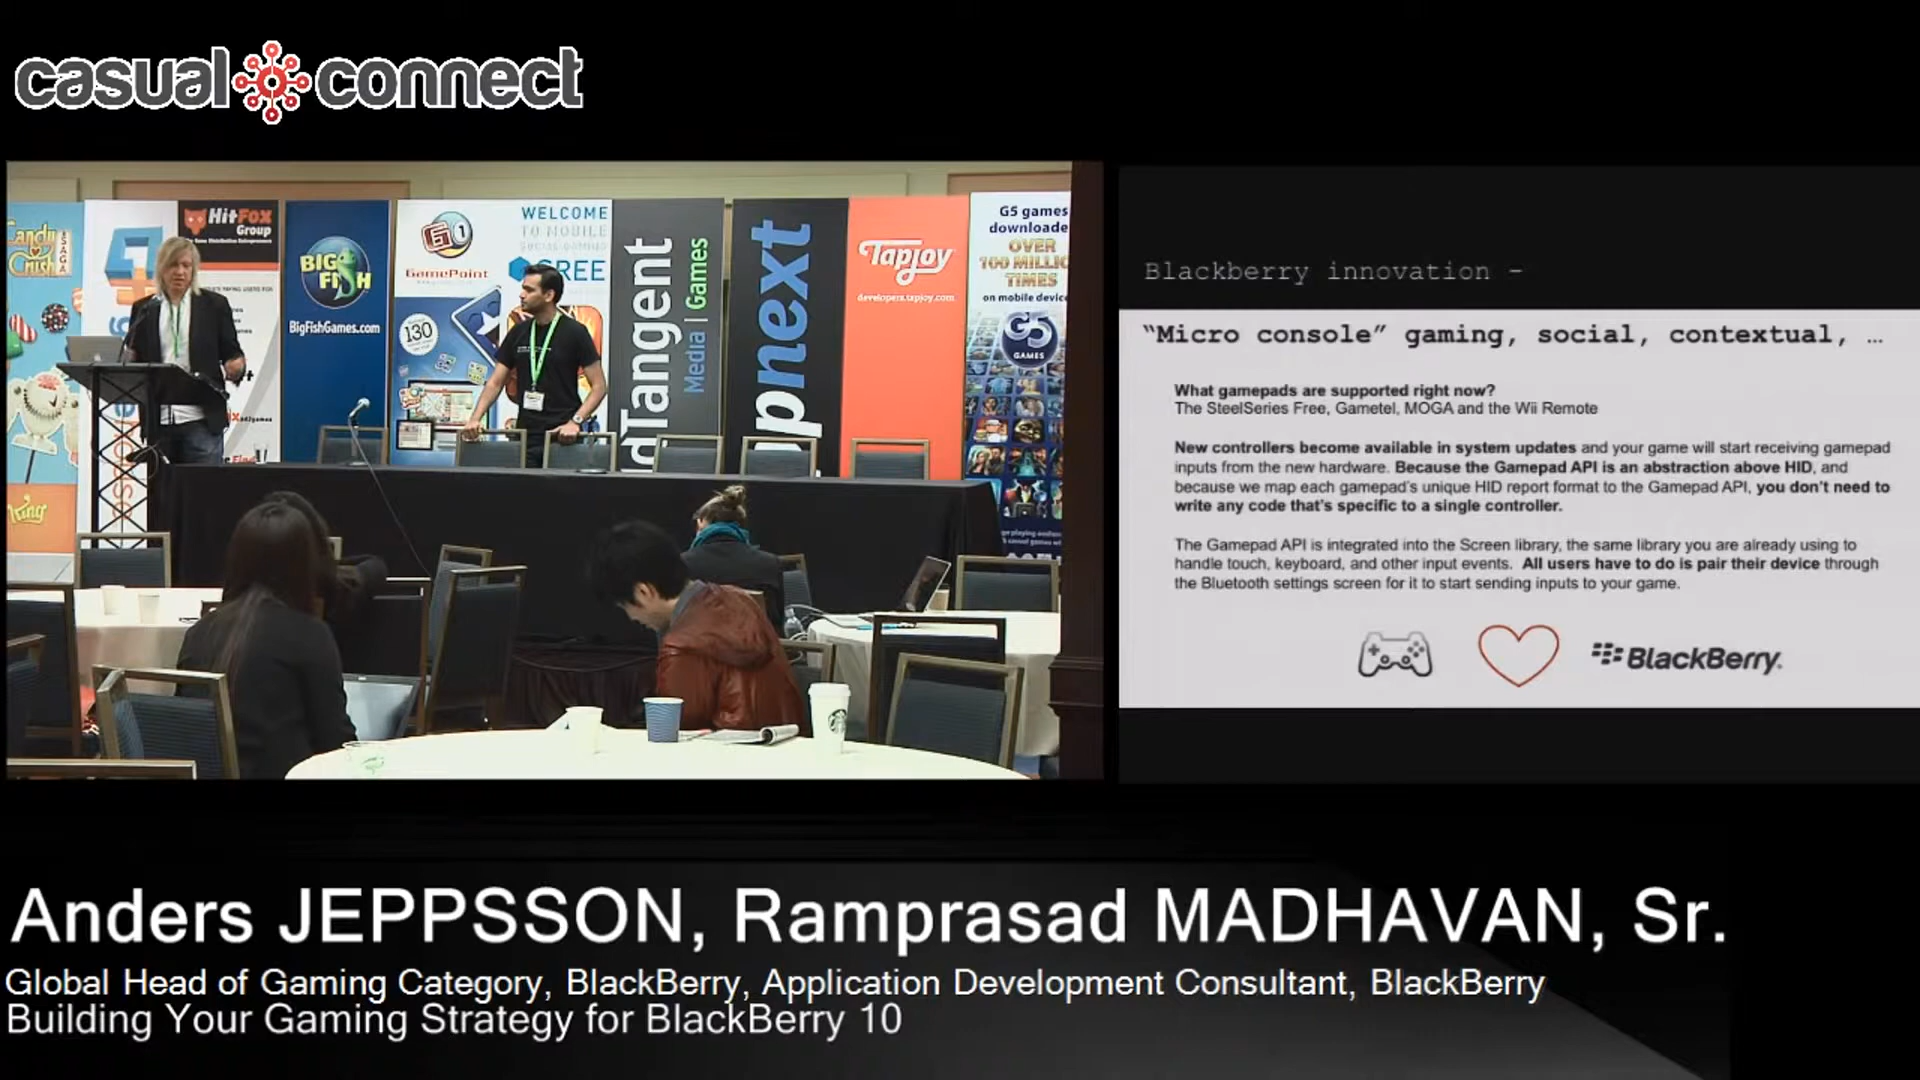 casual connect
Candy
Crush
SAGA
King
HitFox
Group
BIG
FISH
BigFishGames.com
G1
GamePoint
130
WELCOME
TO MOBILE
SOCIAL GAMING
GREE
dTangent
Media | Games
pnext
Tapjoy
developers.tapjoy.com
G5 games
OVER
100 MILLIO
TIMES
on mobile device
G5
GAMES
Blackberry innovation –
“Micro console” gaming, social, contextual, …
What gamepads are supported right now?
The SteelSeries Free, Gametel, MOGA and the Wii Remote
New controllers become available in system updates and your game will start receiving gamepad
inputs from the new hardware. Because the Gamepad API is an abstraction above HID, and
because we map each gamepad's unique HID report format to the Gamepad API, you don't need to
write any code that's specific to a single controller.
The Gamepad API is integrated into the Screen library, the same library you are already using to
handle touch, keyboard, and other input events. All users have to do is pair their device through
the Bluetooth settings screen for it to start sending inputs to your game.
BlackBerry.
Anders JEPPSSON, Ramprasad MADHAVAN, Sr.
Global Head of Gaming Category, BlackBerry, Application Development Consultant, BlackBerry
Building Your Gaming Strategy for BlackBerry 10